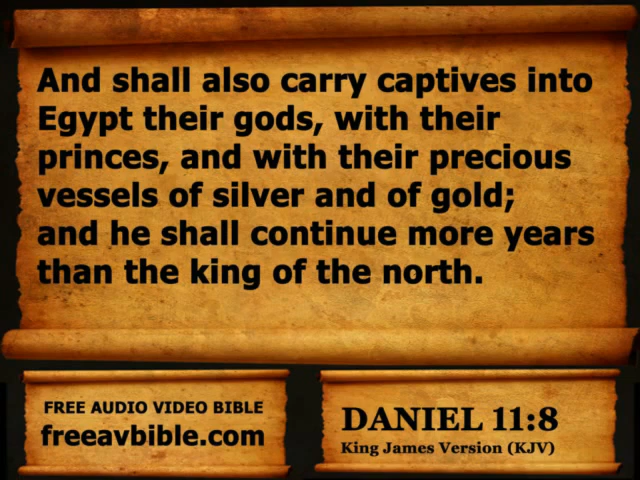 And shall also carry captives into
Egypt their gods, with their
princes, and with their precious
vessels of silver and of gold;
and he shall continue more years
than the king of the north.
FREE AUDIO VIDEO BIBLE
freeavbible.com
DANIEL 11:8
King James Version (KJV)